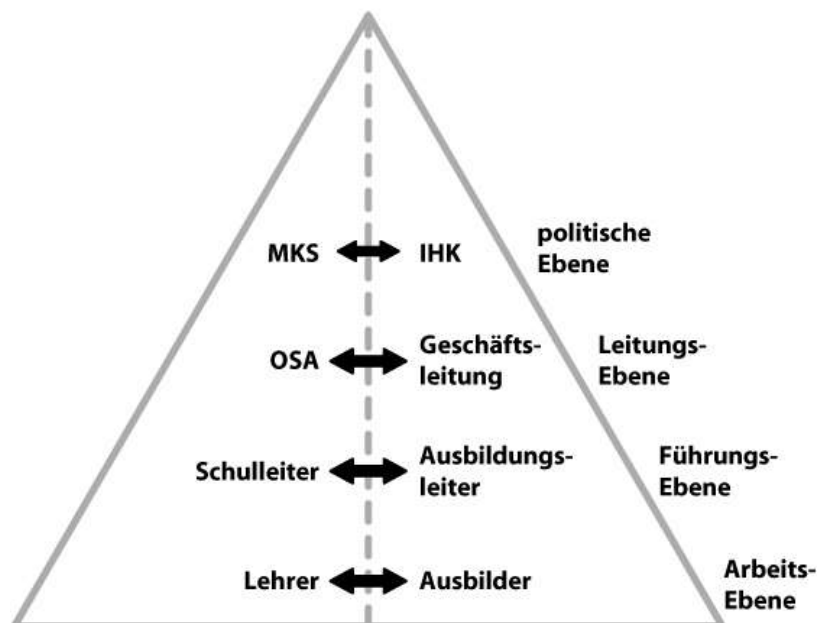 MKS
IHK
politische
Ebene
OSA
Geschäfts-
leitung
Leitungs-
Ebene
Schulleiter
Ausbildungs-
leiter
Führungs-
Ebene
Lehrer
Ausbilder
Arbeits-
Ebene